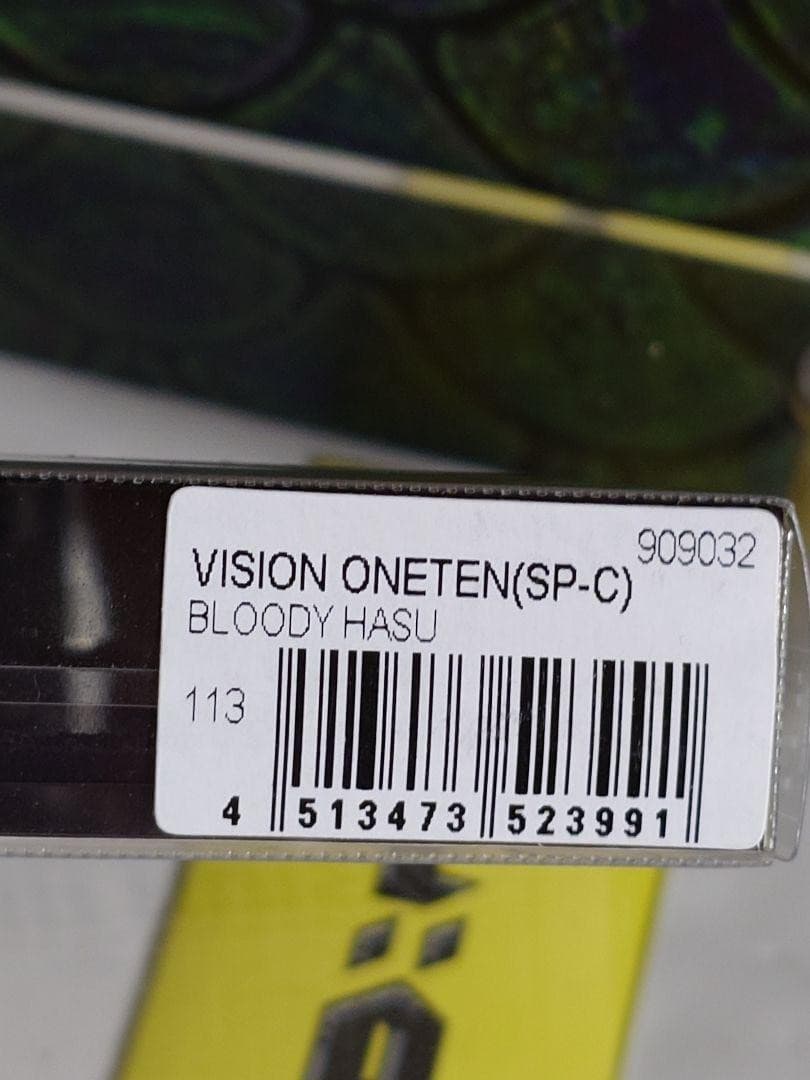 909032
VISION ONETEN(SP-C)
BLOODY HASU
113
4 513473 523991